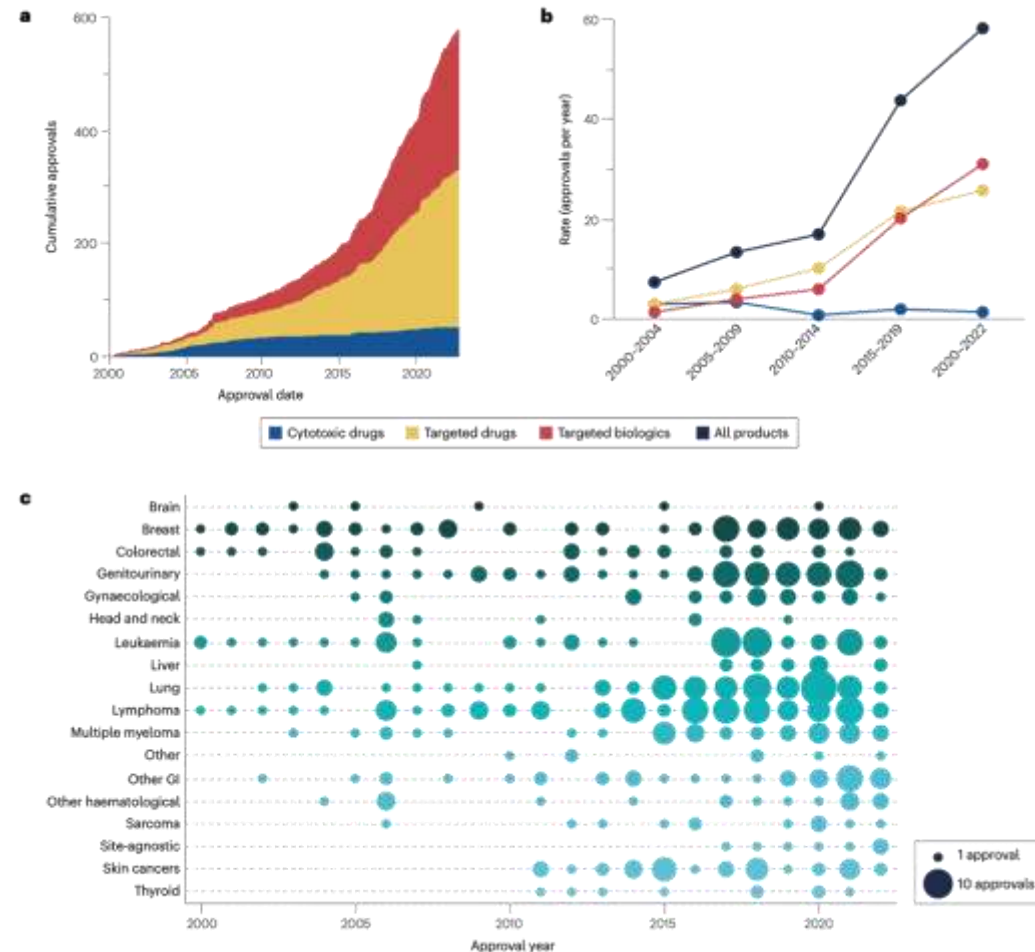 a
600
400
200
0
Cumulative approvals
2000
2005
2010
2015
2020
Approval date
b
60
40
20
0
Rate (approvals per year)
2000–2004
2005–2009
2010–2014
2015–2019
2020–2022
Cytotoxic drugs
Targeted drugs
Targeted biologics
All products
c
Brain
Breast
Colorectal
Genitourinary
Gynaecological
Head and neck
Leukaemia
Liver
Lung
Lymphoma
Multiple myeloma
Other
Other GI
Other haematological
Sarcoma
Site-agnostic
Skin cancers
Thyroid
2000
2005
2010
2015
2020
Approval year
1 approval
10 approvals